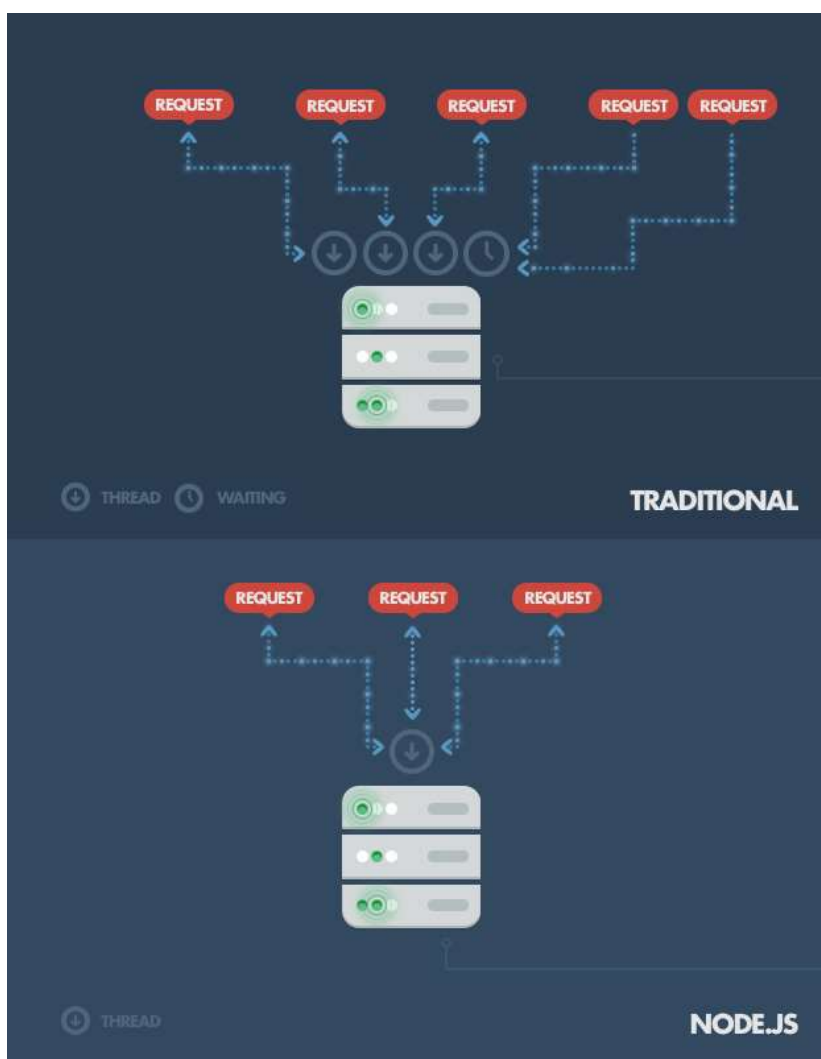 REQUEST REQUEST REQUEST REQUEST REQUEST
THREAD WAITING
TRADITIONAL
REQUEST REQUEST REQUEST
THREAD
NODE.JS